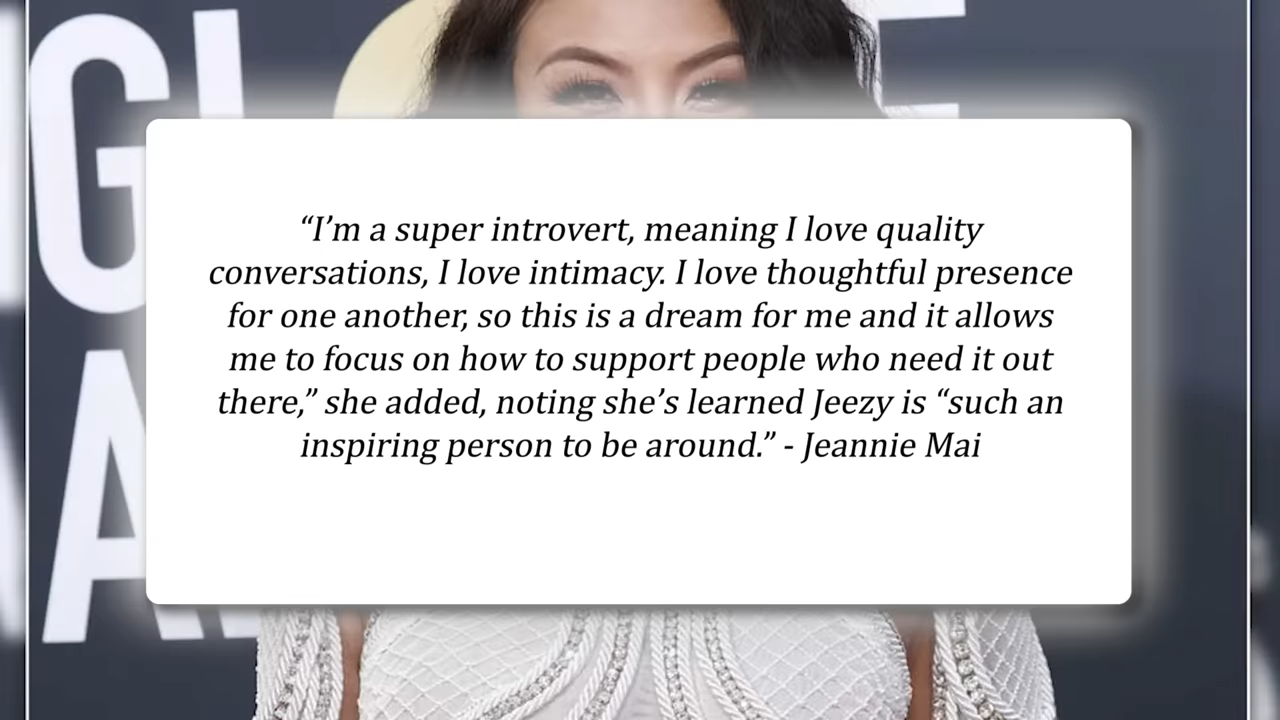 GL
E
A
“I’m a super introvert, meaning I love quality
conversations, I love intimacy. I love thoughtful presence
for one another, so this is a dream for me and it allows
me to focus on how to support people who need it out
there,” she added, noting she’s learned Jeezy is “such an
inspiring person to be around.” - Jeannie Mai